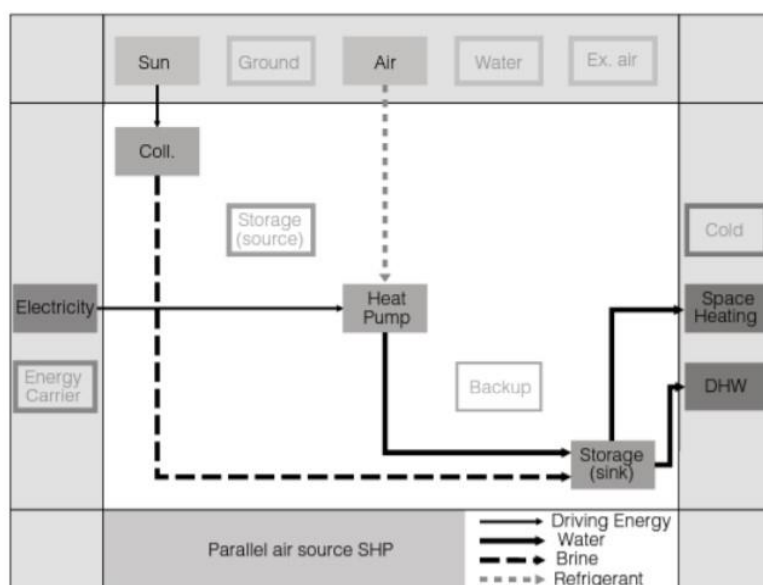 Sun
Ground
Air
Water
Ex. air
Coll.
Storage
(source)
Cold
Electricity
Heat
Pump
Space
Heating
Energy
Carrier
Backup
DHW
Storage
(sink)
Parallel air source SHP
Driving Energy
Water
Brine
Refrigerant